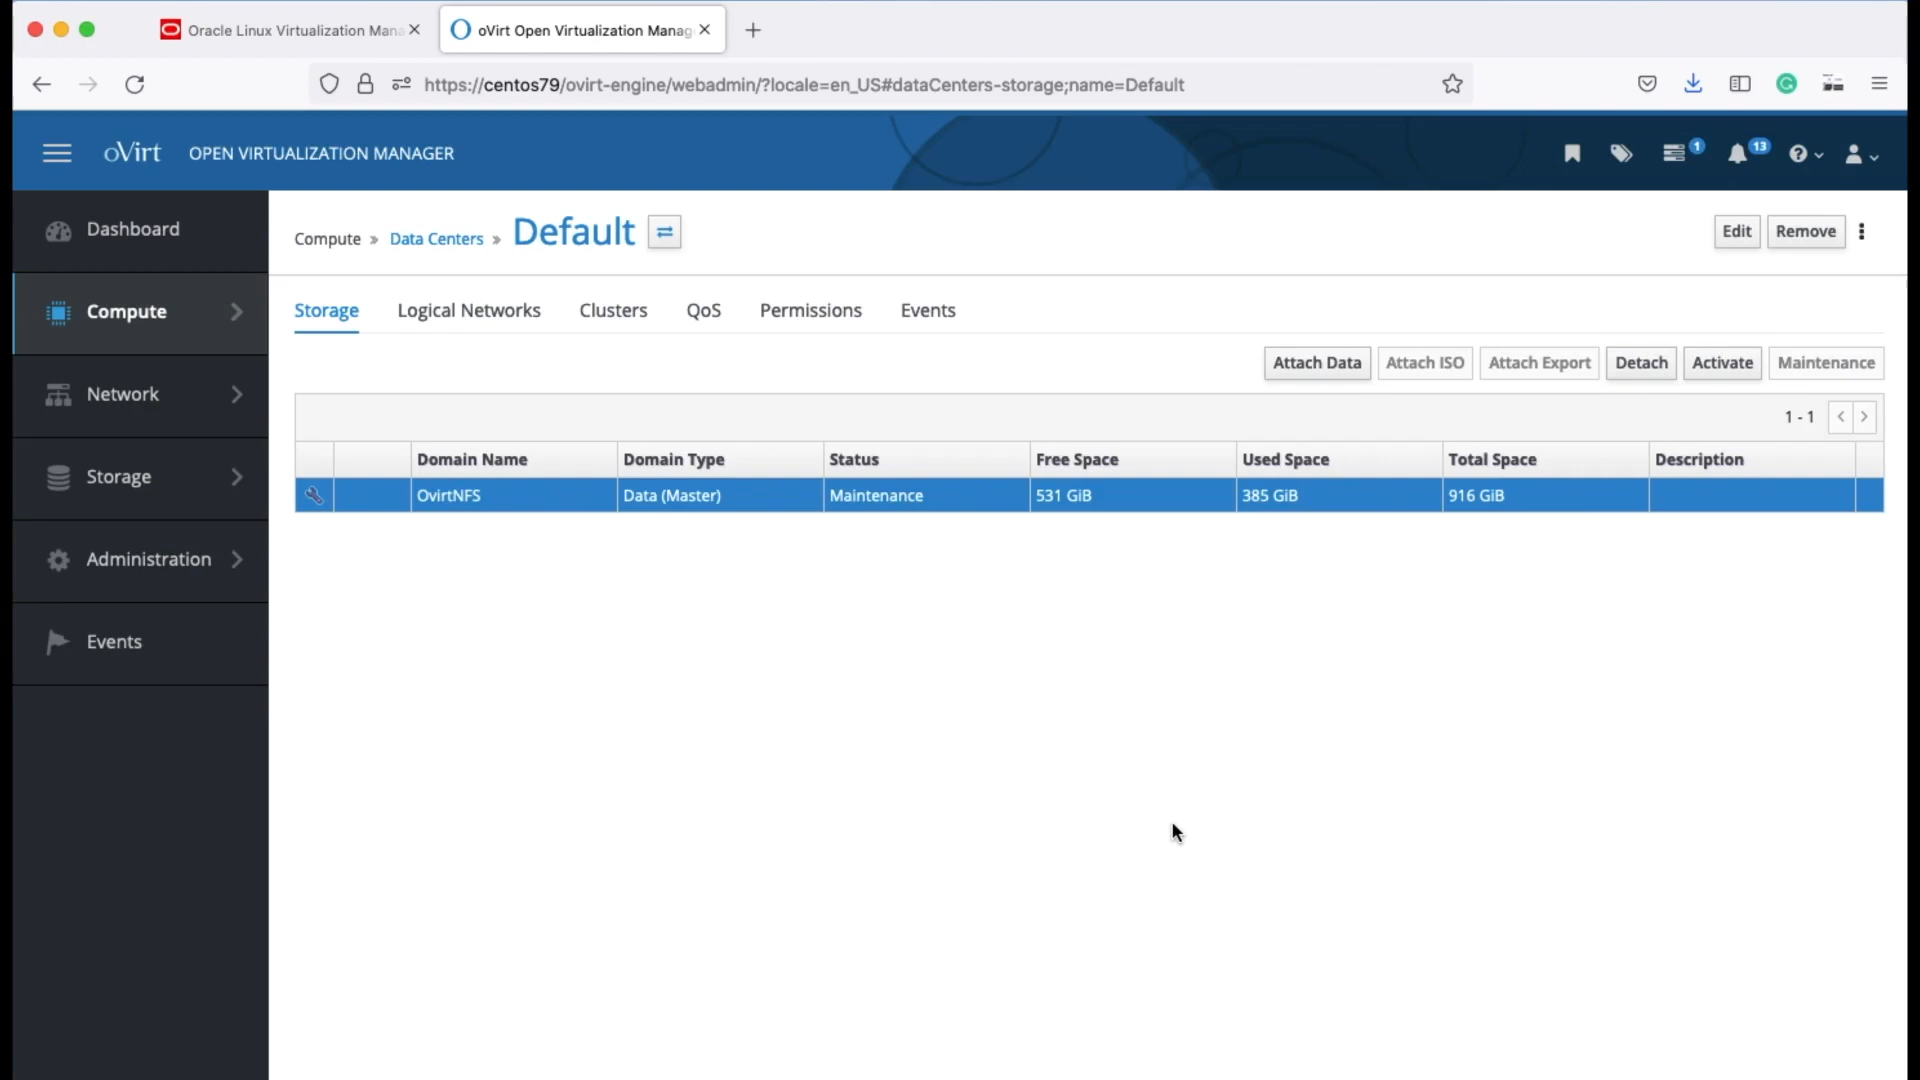 Oracle Linux Virtualization Mana
oVirt Open Virtualization Manag
https://centos79/ovirt-engine/webadmin/?locale=en_US#dataCenters-storage;name=Default
oVirt OPEN VIRTUALIZATION MANAGER
1
13
Dashboard
Compute
Network
Storage
Administration
Events
Compute » Data Centers » Default
Edit
Remove
Storage
Logical Networks
Clusters
QoS
Permissions
Events
Attach Data
Attach ISO
Attach Export
Detach
Activate
Maintenance
1 - 1
Domain Name Domain Type Status Free Space Used Space Total Space Description
OvirtNFS Data (Master) Maintenance 531 GiB 385 GiB 916 GiB